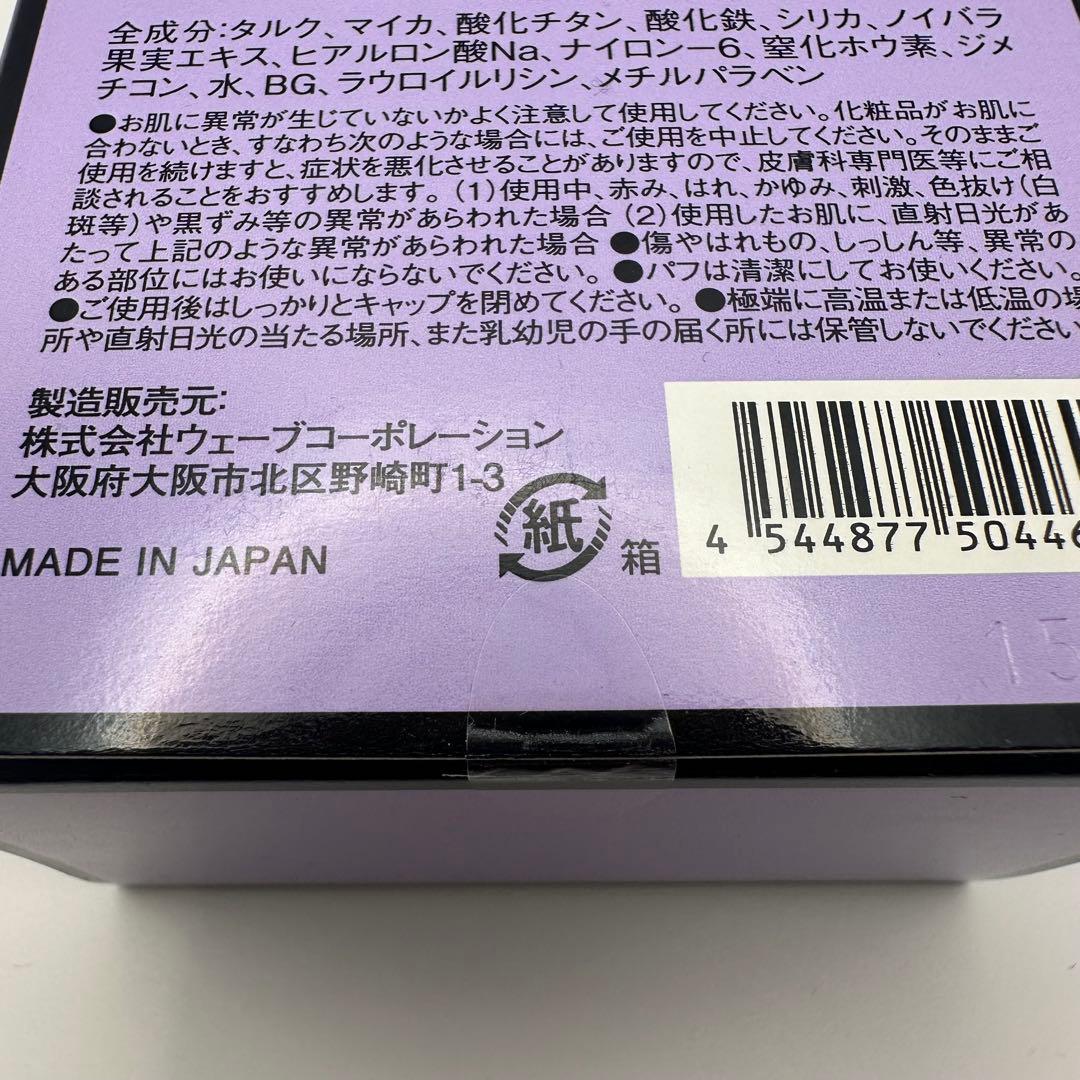 全成分:タルク、マイカ、酸化チタン、酸化鉄、シリカ、ノイバラ
果実エキス、ヒアルロン酸Na、ナイロン-6、窒化ホウ素、ジメ
チコン、水、BG、ラウロイルリシン、メチルパラベン
●お肌に異常が生じていないかよく注意して使用してください。化粧品がお肌に
合わないとき、すなわち次のような場合には、ご使用を中止してください。そのままご
使用を続けますと、症状を悪化させることがありますので、皮膚科専門医等にご相
談されることをおすすめします。(1)使用中、赤み、はれ、かゆみ、刺激、色抜け(白
斑等)や黒ずみ等の異常があらわれた場合(2)使用したお肌に、直射日光があ
たって上記のような異常があらわれた場合●傷やはれもの、しっしん等、異常の
ある部位にはお使いにならないでください。●パフは清潔にしてお使いください。
●ご使用後はしっかりとキャップを閉めてください。●極端に高温または低温の場
所や直射日光の当たる場所、また乳幼児の手の届く所には保管しないでください
製造販売元:
株式会社ウェーブコーポレーション
大阪府大阪市北区野崎町1-3
紙 箱
MADE IN JAPAN
4 544877 50446
15